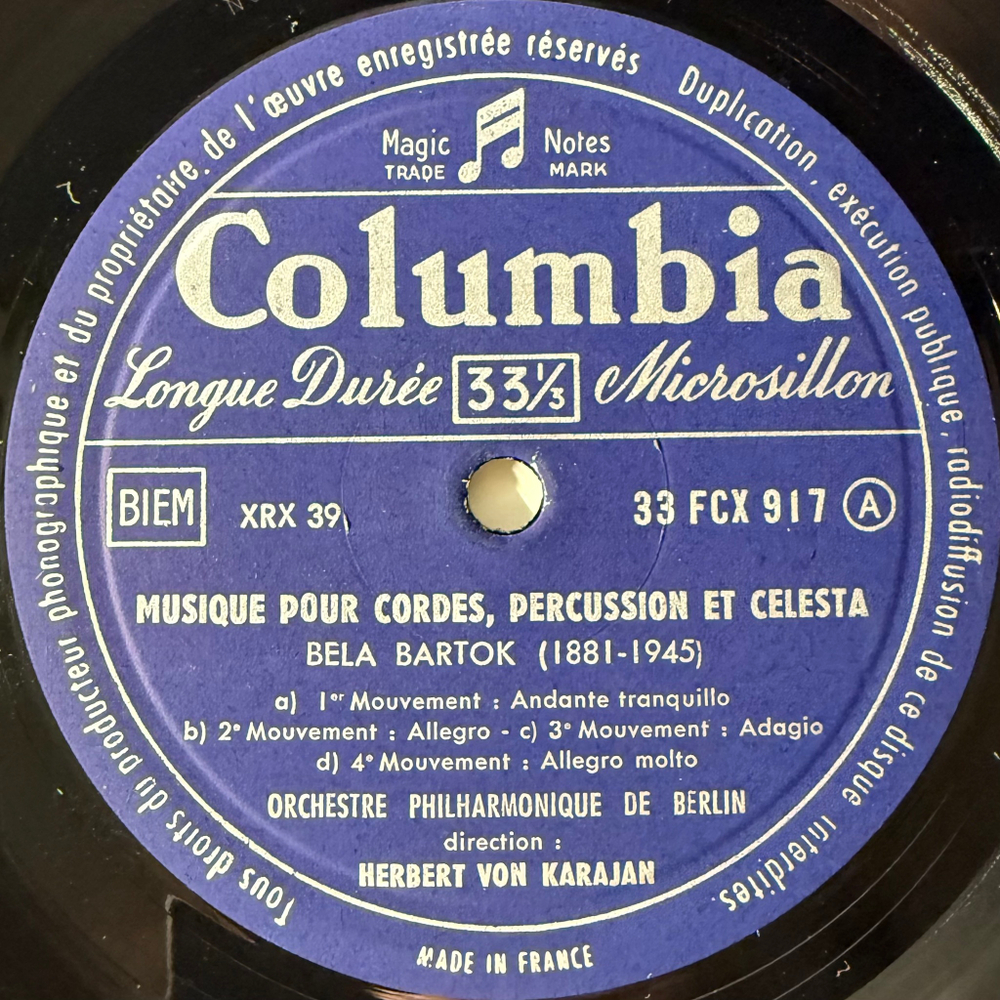 Tous droits du producteur phonographique et du propriétaire de l'œuvre enregistrée réservés Duplication, exécution publique, radiodiffusion de ce disque interdites.
Magic Notes
TRADE MARK
Columbia
Longue Durée 33⅓ Microsillon
BIEM XRX 39 33 FCX 917 A
MUSIQUE POUR CORDES, PERCUSSION ET CELESTA
BELA BARTOK (1881-1945)
a) 1er Mouvement : Andante tranquillo
b) 2e Mouvement : Allegro - c) 3e Mouvement : Adagio
d) 4e Mouvement : Allegro molto
ORCHESTRE PHILHARMONIQUE DE BERLIN
direction :
HERBERT VON KARAJAN
MADE IN FRANCE